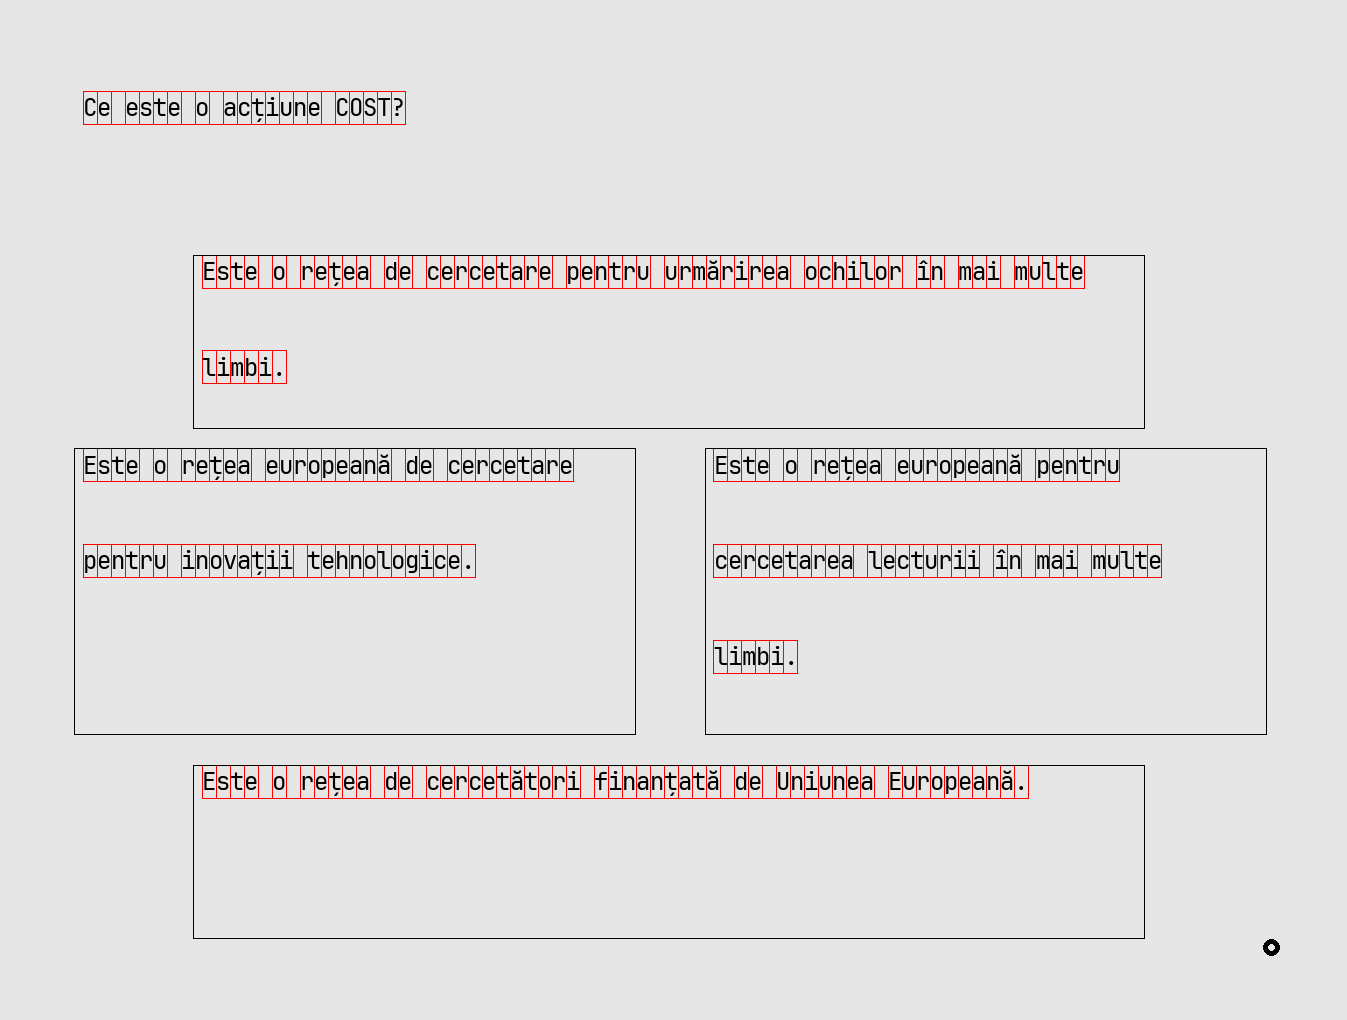 Ce este o acțiune COST?
Este o rețea de cercetare pentru urmărirea ochilor în mai multe
limbi.
Este o rețea europeană de cercetare
pentru inovații tehnologice.
Este o rețea europeană pentru
cercetarea lecturii în mai multe
limbi.
Este o rețea de cercetători finanțată de Uniunea Europeană.